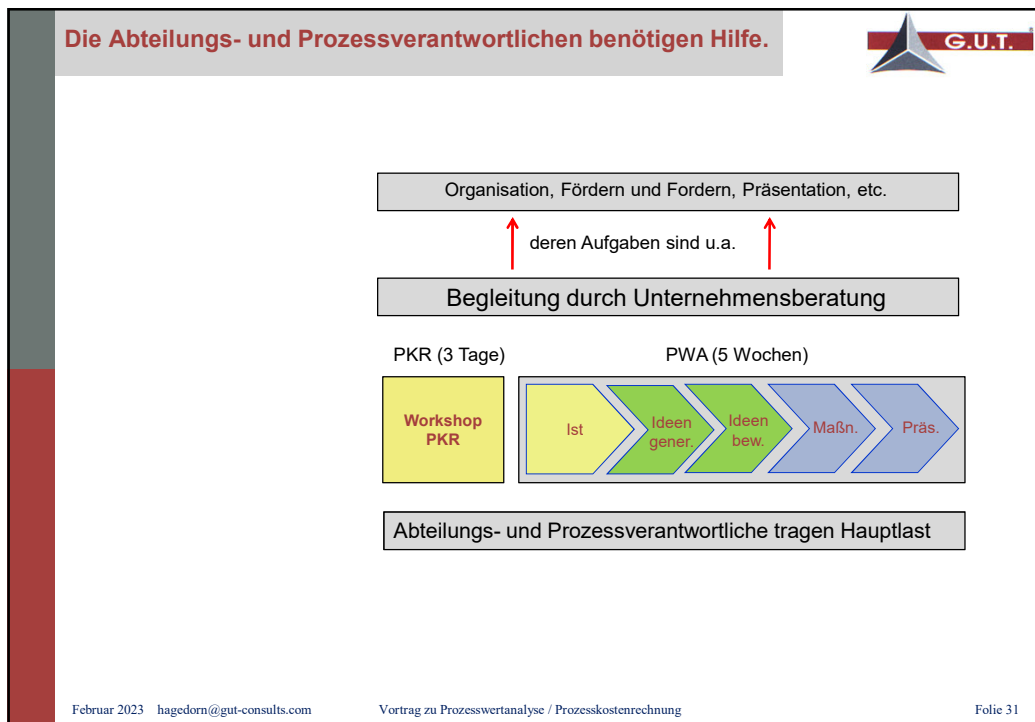 Die Abteilungs- und Prozessverantwortlichen benötigen Hilfe.
G.U.T.
Organisation, Fördern und Fordern, Präsentation, etc.
deren Aufgaben sind u.a.
Begleitung durch Unternehmensberatung
PKR (3 Tage)
PWA (5 Wochen)
Workshop
PKR
Ist
Ideen
gener.
Ideen
bew.
Maßn.
Präs.
Abteilungs- und Prozessverantwortliche tragen Hauptlast
Februar 2023 hagedorn@gut-consults.com
Vortrag zu Prozesswertanalyse / Prozesskostenrechnung
Folie 31